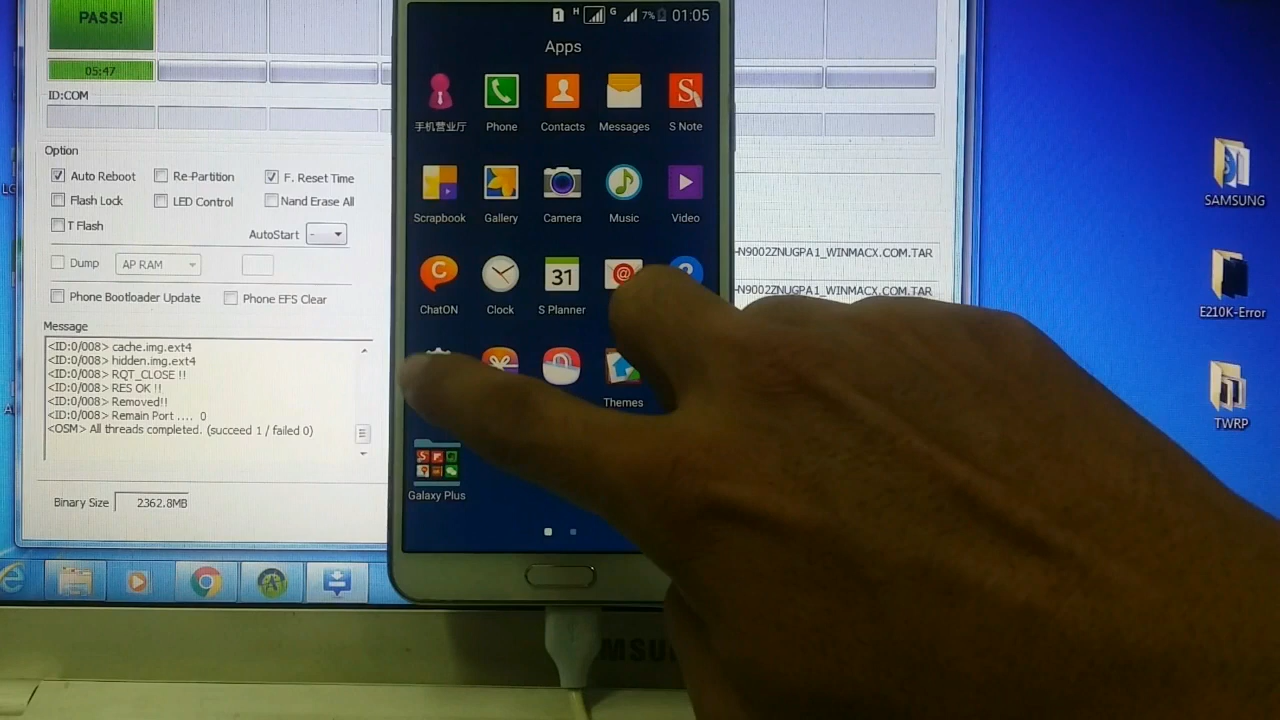 PASS!
05:47
ID:COM
Option
Auto Reboot
Re-Partition
F. Reset Time
Flash Lock
LED Control
Nand Erase All
T Flash
AutoStart
-
Dump
AP RAM
Phone Bootloader Update
Phone EFS Clear
Message
<ID:0/008> cache.img.ext4
<ID:0/008> hidden.img.ext4
<ID:0/008> RQT_CLOSE !!
<ID:0/008> RES OK !!
<ID:0/008> Removed!!
<ID:0/008> Remain Port .... 0
<OSM> All threads completed. (succeed 1 / failed 0)
Binary Size
2362.8MB
1 H G 7% 01:05
Apps
手机营业厅
Phone
Contacts
Messages
S Note
Scrapbook
Gallery
Camera
Music
Video
31
ChatON
Clock
S Planner
Themes
Galaxy Plus
-N9002ZNUGPA1_WINMACX.COM.TAR
-N9002ZNUGPA1_WINMACX.COM.TAR
SAMSUNG
E210K-Error
TWRP